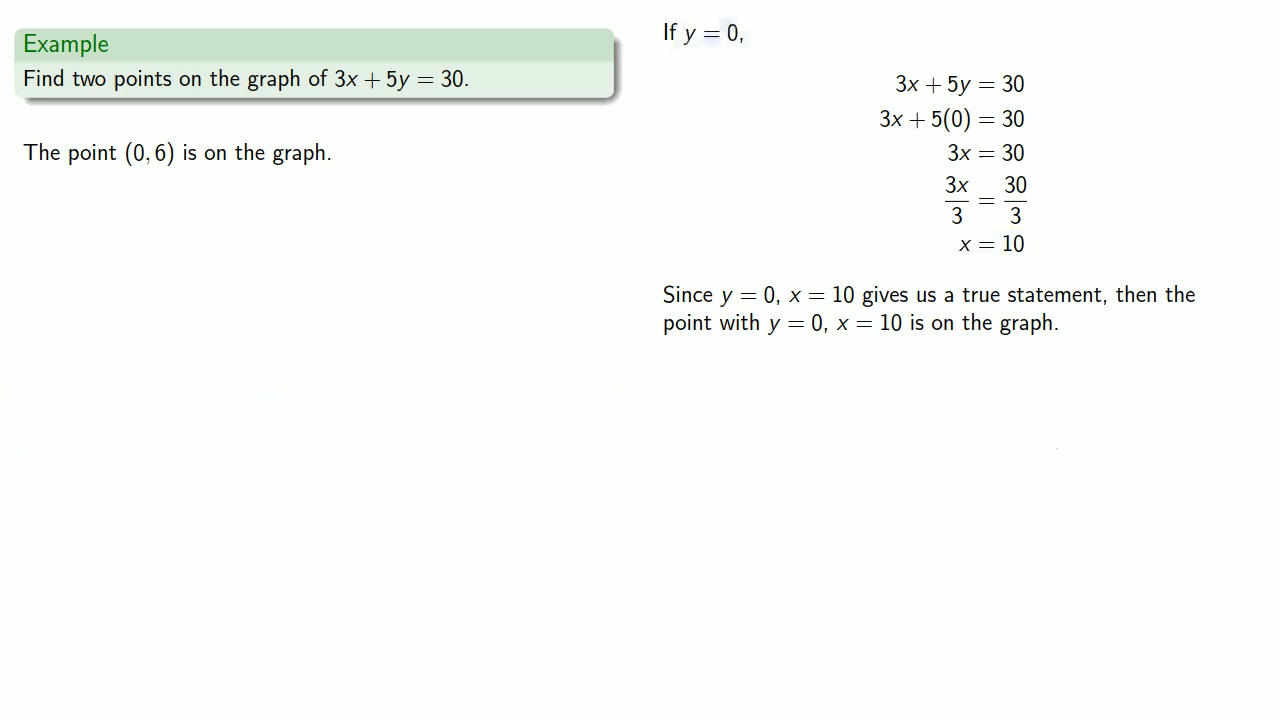 Example
Find two points on the graph of 3x + 5y = 30.
The point (0, 6) is on the graph.
If y = 0,
3x + 5y = 30
3x + 5(0) = 30
3x = 30
3x/3 = 30/3
x = 10
Since y = 0, x = 10 gives us a true statement, then the
point with y = 0, x = 10 is on the graph.